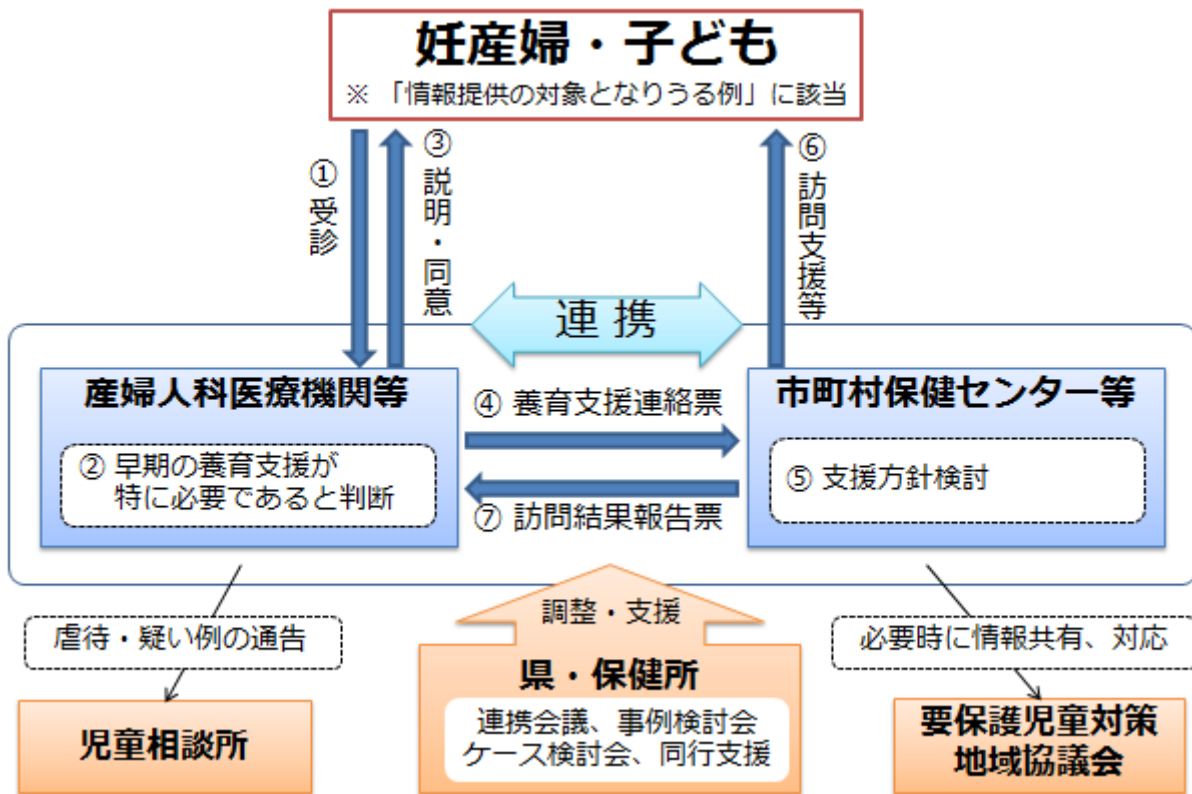 妊産婦・子ども
※ 「情報提供の対象となりうる例」に該当
① 受診
③ 説明・同意
⑥ 訪問支援等
連 携
産婦人科医療機関等
② 早期の養育支援が
特に必要であると判断
④ 養育支援連絡票
⑦ 訪問結果報告票
市町村保健センター等
⑤ 支援方針検討
虐待・疑い例の通告
調整・支援
必要時に情報共有、対応
児童相談所
県・保健所
連携会議、事例検討会
ケース検討会、同行支援
要保護児童対策
地域協議会